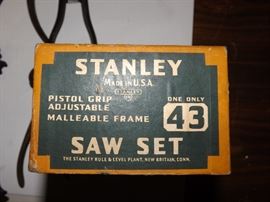 STANLEY
MADE IN U.S.A.
STANLEY
PISTOL GRIP
ADJUSTABLE
MALLEABLE FRAME
ONE ONLY
43
SAW SET
THE STANLEY RULE & LEVEL PLANT, NEW BRITAIN, CONN.